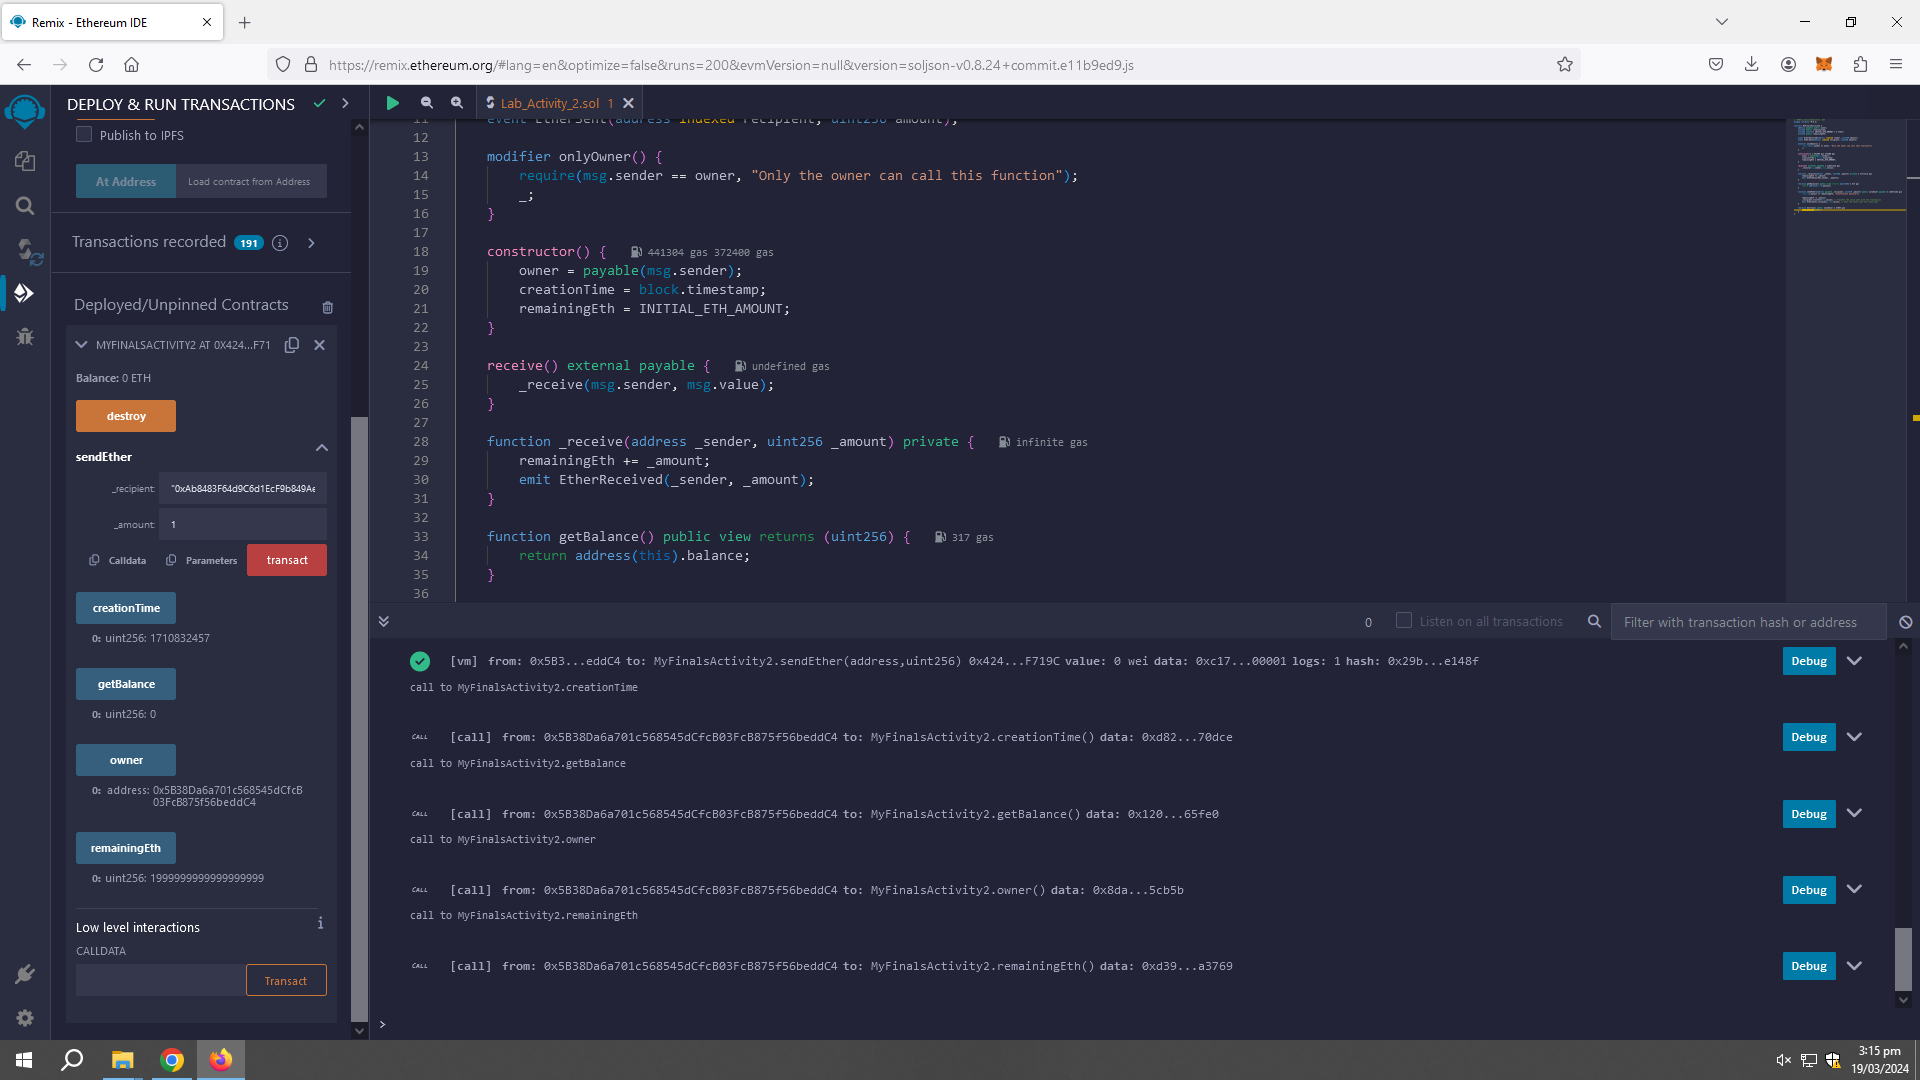 Remix - Ethereum IDE
https://remix.ethereum.org/#lang=en&optimize=false&runs=200&evmVersion=null&version=soljson-v0.8.24+commit.e11b9ed9.js
DEPLOY & RUN TRANSACTIONS
Publish to IPFS
At Address
Load contract from Address
Transactions recorded 191
Deployed/Unpinned Contracts
MYFINALSACTIVITY2 AT 0X424...F71
Balance: 0 ETH
destroy
sendEther
_recipient: "0xAb8483F64d9C6d1EcF9b849Ae
_amount: 1
Calldata Parameters transact
creationTime
0: uint256: 1710832457
getBalance
0: uint256: 0
owner
0: address: 0x5B38Da6a701c568545dCfcB
03FcB875f56beddC4
remainingEth
0: uint256: 1999999999999999999
Low level interactions
CALLDATA
Transact
Lab_Activity_2.sol 1
11 event EtherSent(address indexed recipient, uint256 amount);
12
13 modifier onlyOwner() {
14 require(msg.sender == owner, "Only the owner can call this function");
15 _;
16 }
17
18 constructor() { 441304 gas 372400 gas
19 owner = payable(msg.sender);
20 creationTime = block.timestamp;
21 remainingEth = INITIAL_ETH_AMOUNT;
22 }
23
24 receive() external payable { undefined gas
25 _receive(msg.sender, msg.value);
26 }
27
28 function _receive(address _sender, uint256 _amount) private { infinite gas
29 remainingEth += _amount;
30 emit EtherReceived(_sender, _amount);
31 }
32
33 function getBalance() public view returns (uint256) { 317 gas
34 return address(this).balance;
35 }
36
0 Listen on all transactions Filter with transaction hash or address
[vm] from: 0x5B3...eddC4 to: MyFinalsActivity2.sendEther(address,uint256) 0x424...F719C value: 0 wei data: 0xc17...00001 logs: 1 hash: 0x29b...e148f Debug
call to MyFinalsActivity2.creationTime
CALL [call] from: 0x5B38Da6a701c568545dCfcB03FcB875f56beddC4 to: MyFinalsActivity2.creationTime() data: 0xd82...70dce Debug
call to MyFinalsActivity2.getBalance
CALL [call] from: 0x5B38Da6a701c568545dCfcB03FcB875f56beddC4 to: MyFinalsActivity2.getBalance() data: 0x120...65fe0 Debug
call to MyFinalsActivity2.owner
CALL [call] from: 0x5B38Da6a701c568545dCfcB03FcB875f56beddC4 to: MyFinalsActivity2.owner() data: 0x8da...5cb5b Debug
call to MyFinalsActivity2.remainingEth
CALL [call] from: 0x5B38Da6a701c568545dCfcB03FcB875f56beddC4 to: MyFinalsActivity2.remainingEth() data: 0xd39...a3769 Debug
>
3:15 pm
19/03/2024